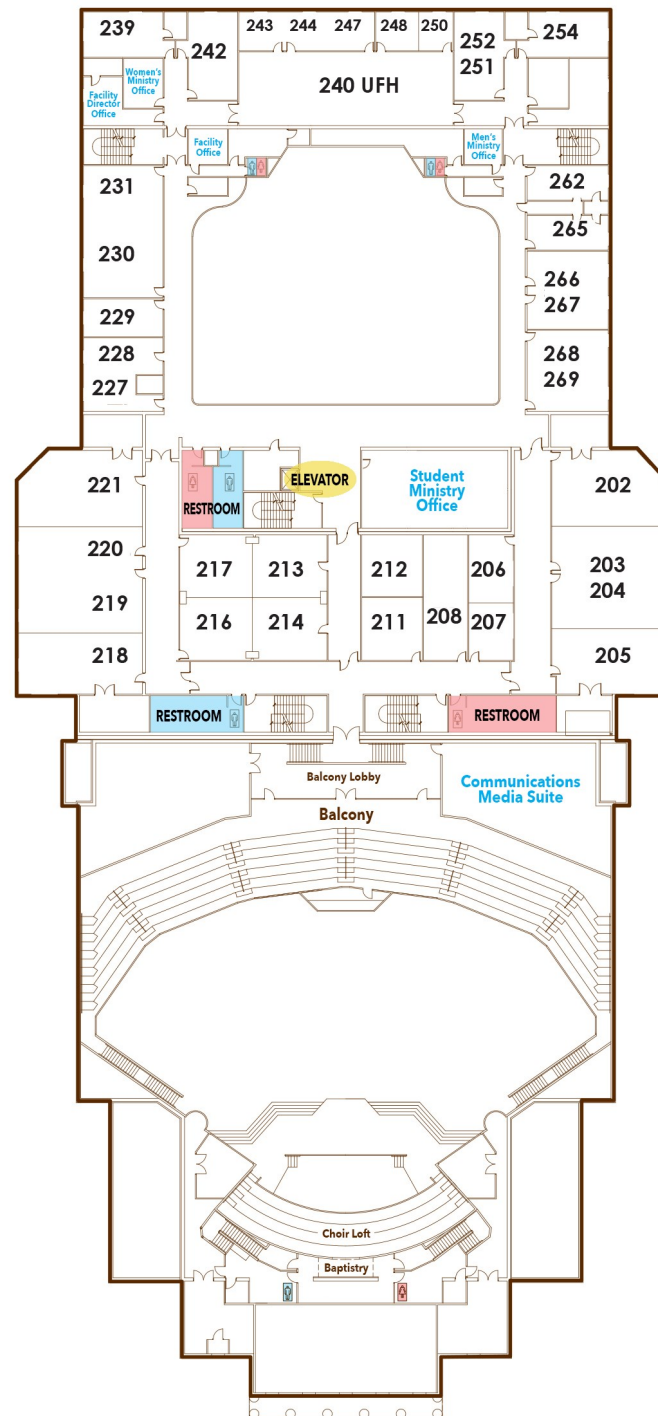 239
242
243
244
247
248
250
252
251
254
240 UFH
Women's
Ministry
Office
Facility
Director
Office
Facility
Office
Men's
Ministry
Office
231
262
265
230
266
267
229
228
227
268
269
221
RESTROOM
ELEVATOR
Student
Ministry
Office
202
220
217
213
212
206
203
204
219
216
214
211
208
207
218
205
RESTROOM
RESTROOM
Balcony Lobby
Communications
Media Suite
Balcony
Choir Loft
Baptistry